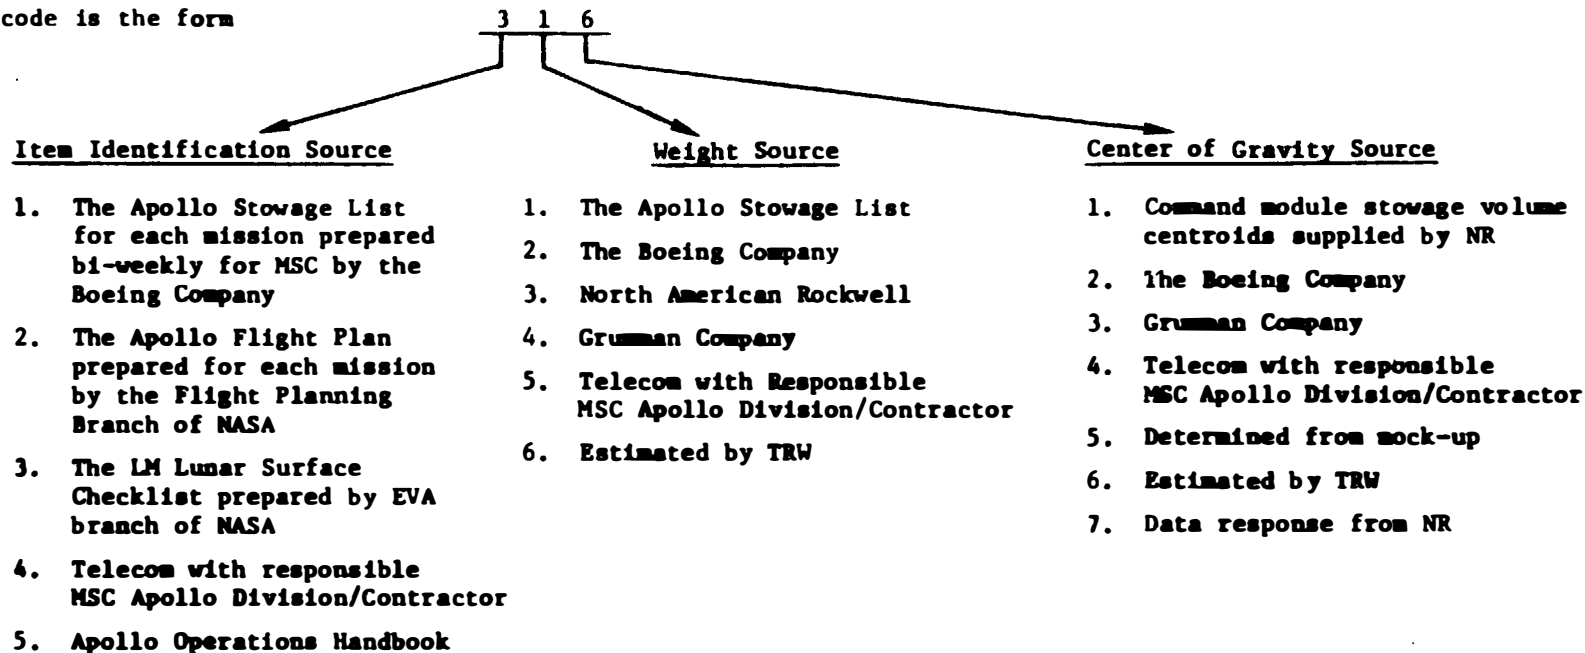 code is the form
3 1 6
Item Identification Source
1. The Apollo Stowage List
for each mission prepared
bi-weekly for MSC by the
Boeing Company
2. The Apollo Flight Plan
prepared for each mission
by the Flight Planning
Branch of NASA
3. The LM Lunar Surface
Checklist prepared by EVA
branch of NASA
4. Telecom with responsible
MSC Apollo Division/Contractor
5. Apollo Operations Handbook
Weight Source
1. The Apollo Stowage List
2. The Boeing Company
3. North American Rockwell
4. Grumman Company
5. Telecom with Responsible
MSC Apollo Division/Contractor
6. Estimated by TRW
Center of Gravity Source
1. Command module stowage volume
centroids supplied by NR
2. The Boeing Company
3. Grumman Company
4. Telecom with responsible
MSC Apollo Division/Contractor
5. Determined from mock-up
6. Estimated by TRW
7. Data response from NR